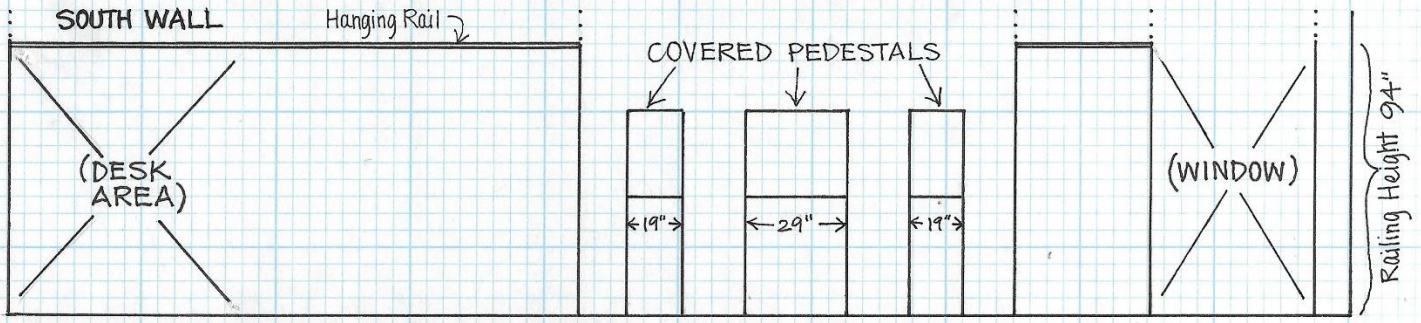 SOUTH WALL
Hanging Rail
COVERED PEDESTALS
(DESK
AREA)
19"
29"
19"
(WINDOW)
Railing Height 94"